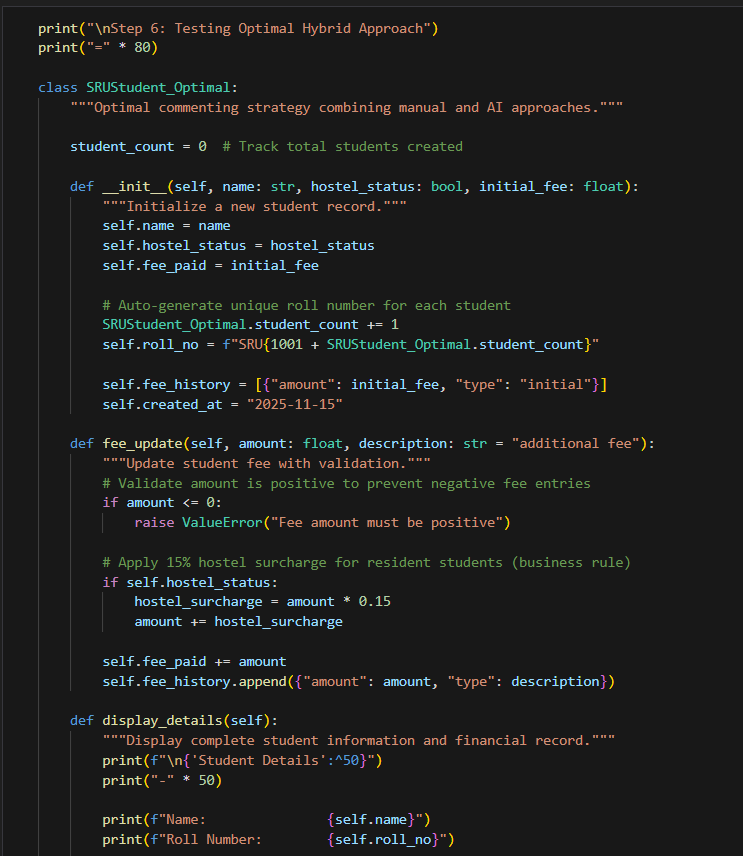 print("\nStep 6: Testing Optimal Hybrid Approach")
print("=" * 80)
class SRUStudent_Optimal:
"""Optimal commenting strategy combining manual and AI approaches."""
student_count = 0  # Track total students created
def __init__(self, name: str, hostel_status: bool, initial_fee: float):
"""Initialize a new student record."""
self.name = name
self.hostel_status = hostel_status
self.fee_paid = initial_fee
# Auto-generate unique roll number for each student
SRUStudent_Optimal.student_count += 1
self.roll_no = f"SRU{1001 + SRUStudent_Optimal.student_count}"
self.fee_history = [{"amount": initial_fee, "type": "initial"}]
self.created_at = "2025-11-15"
def fee_update(self, amount: float, description: str = "additional fee"):
"""Update student fee with validation."""
# Validate amount is positive to prevent negative fee entries
if amount <= 0:
raise ValueError("Fee amount must be positive")
# Apply 15% hostel surcharge for resident students (business rule)
if self.hostel_status:
hostel_surcharge = amount * 0.15
amount += hostel_surcharge
self.fee_paid += amount
self.fee_history.append({"amount": amount, "type": description})
def display_details(self):
"""Display complete student information and financial record."""
print(f"\n{'Student Details':^50}")
print("-" * 50)
print(f"Name:               {self.name}")
print(f"Roll Number:        {self.roll_no}")